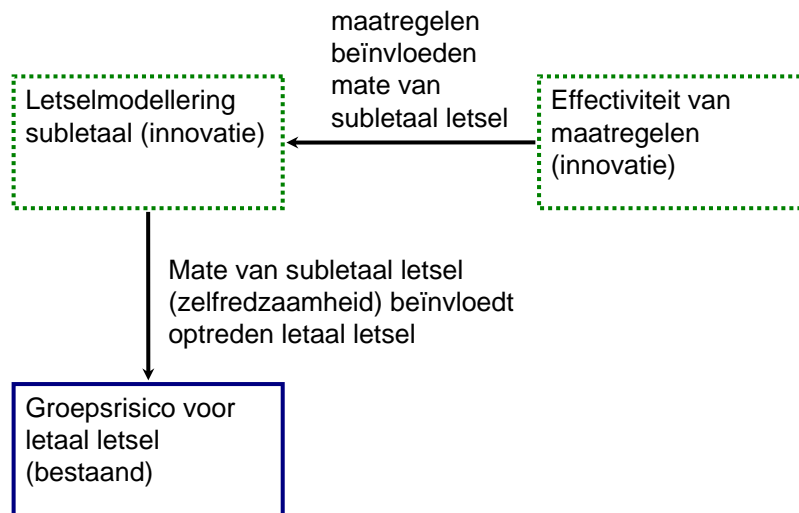 maatregelen
beïnvloeden
mate van
subletaal letsel
Letselmodellering
subletaal (innovatie)
Effectiviteit van
maatregelen
(innovatie)
Mate van subletaal letsel
(zelfredzaamheid) beïnvloedt
optreden letaal letsel
Groepsrisico voor
letaal letsel
(bestaand)